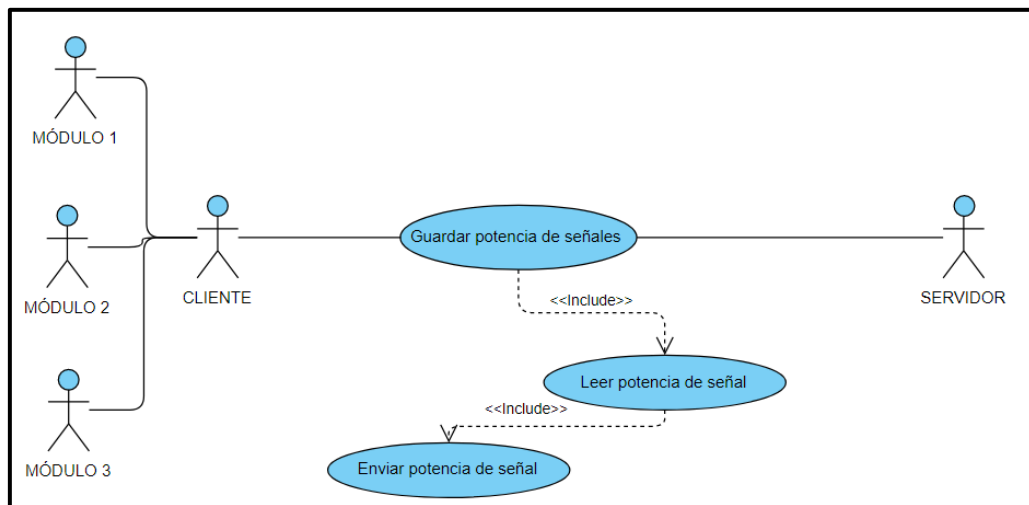 MÓDULO 1
MÓDULO 2
CLIENTE
Guardar potencia de señales
SERVIDOR
<<Include>>
Leer potencia de señal
<<Include>>
MÓDULO 3
Enviar potencia de señal